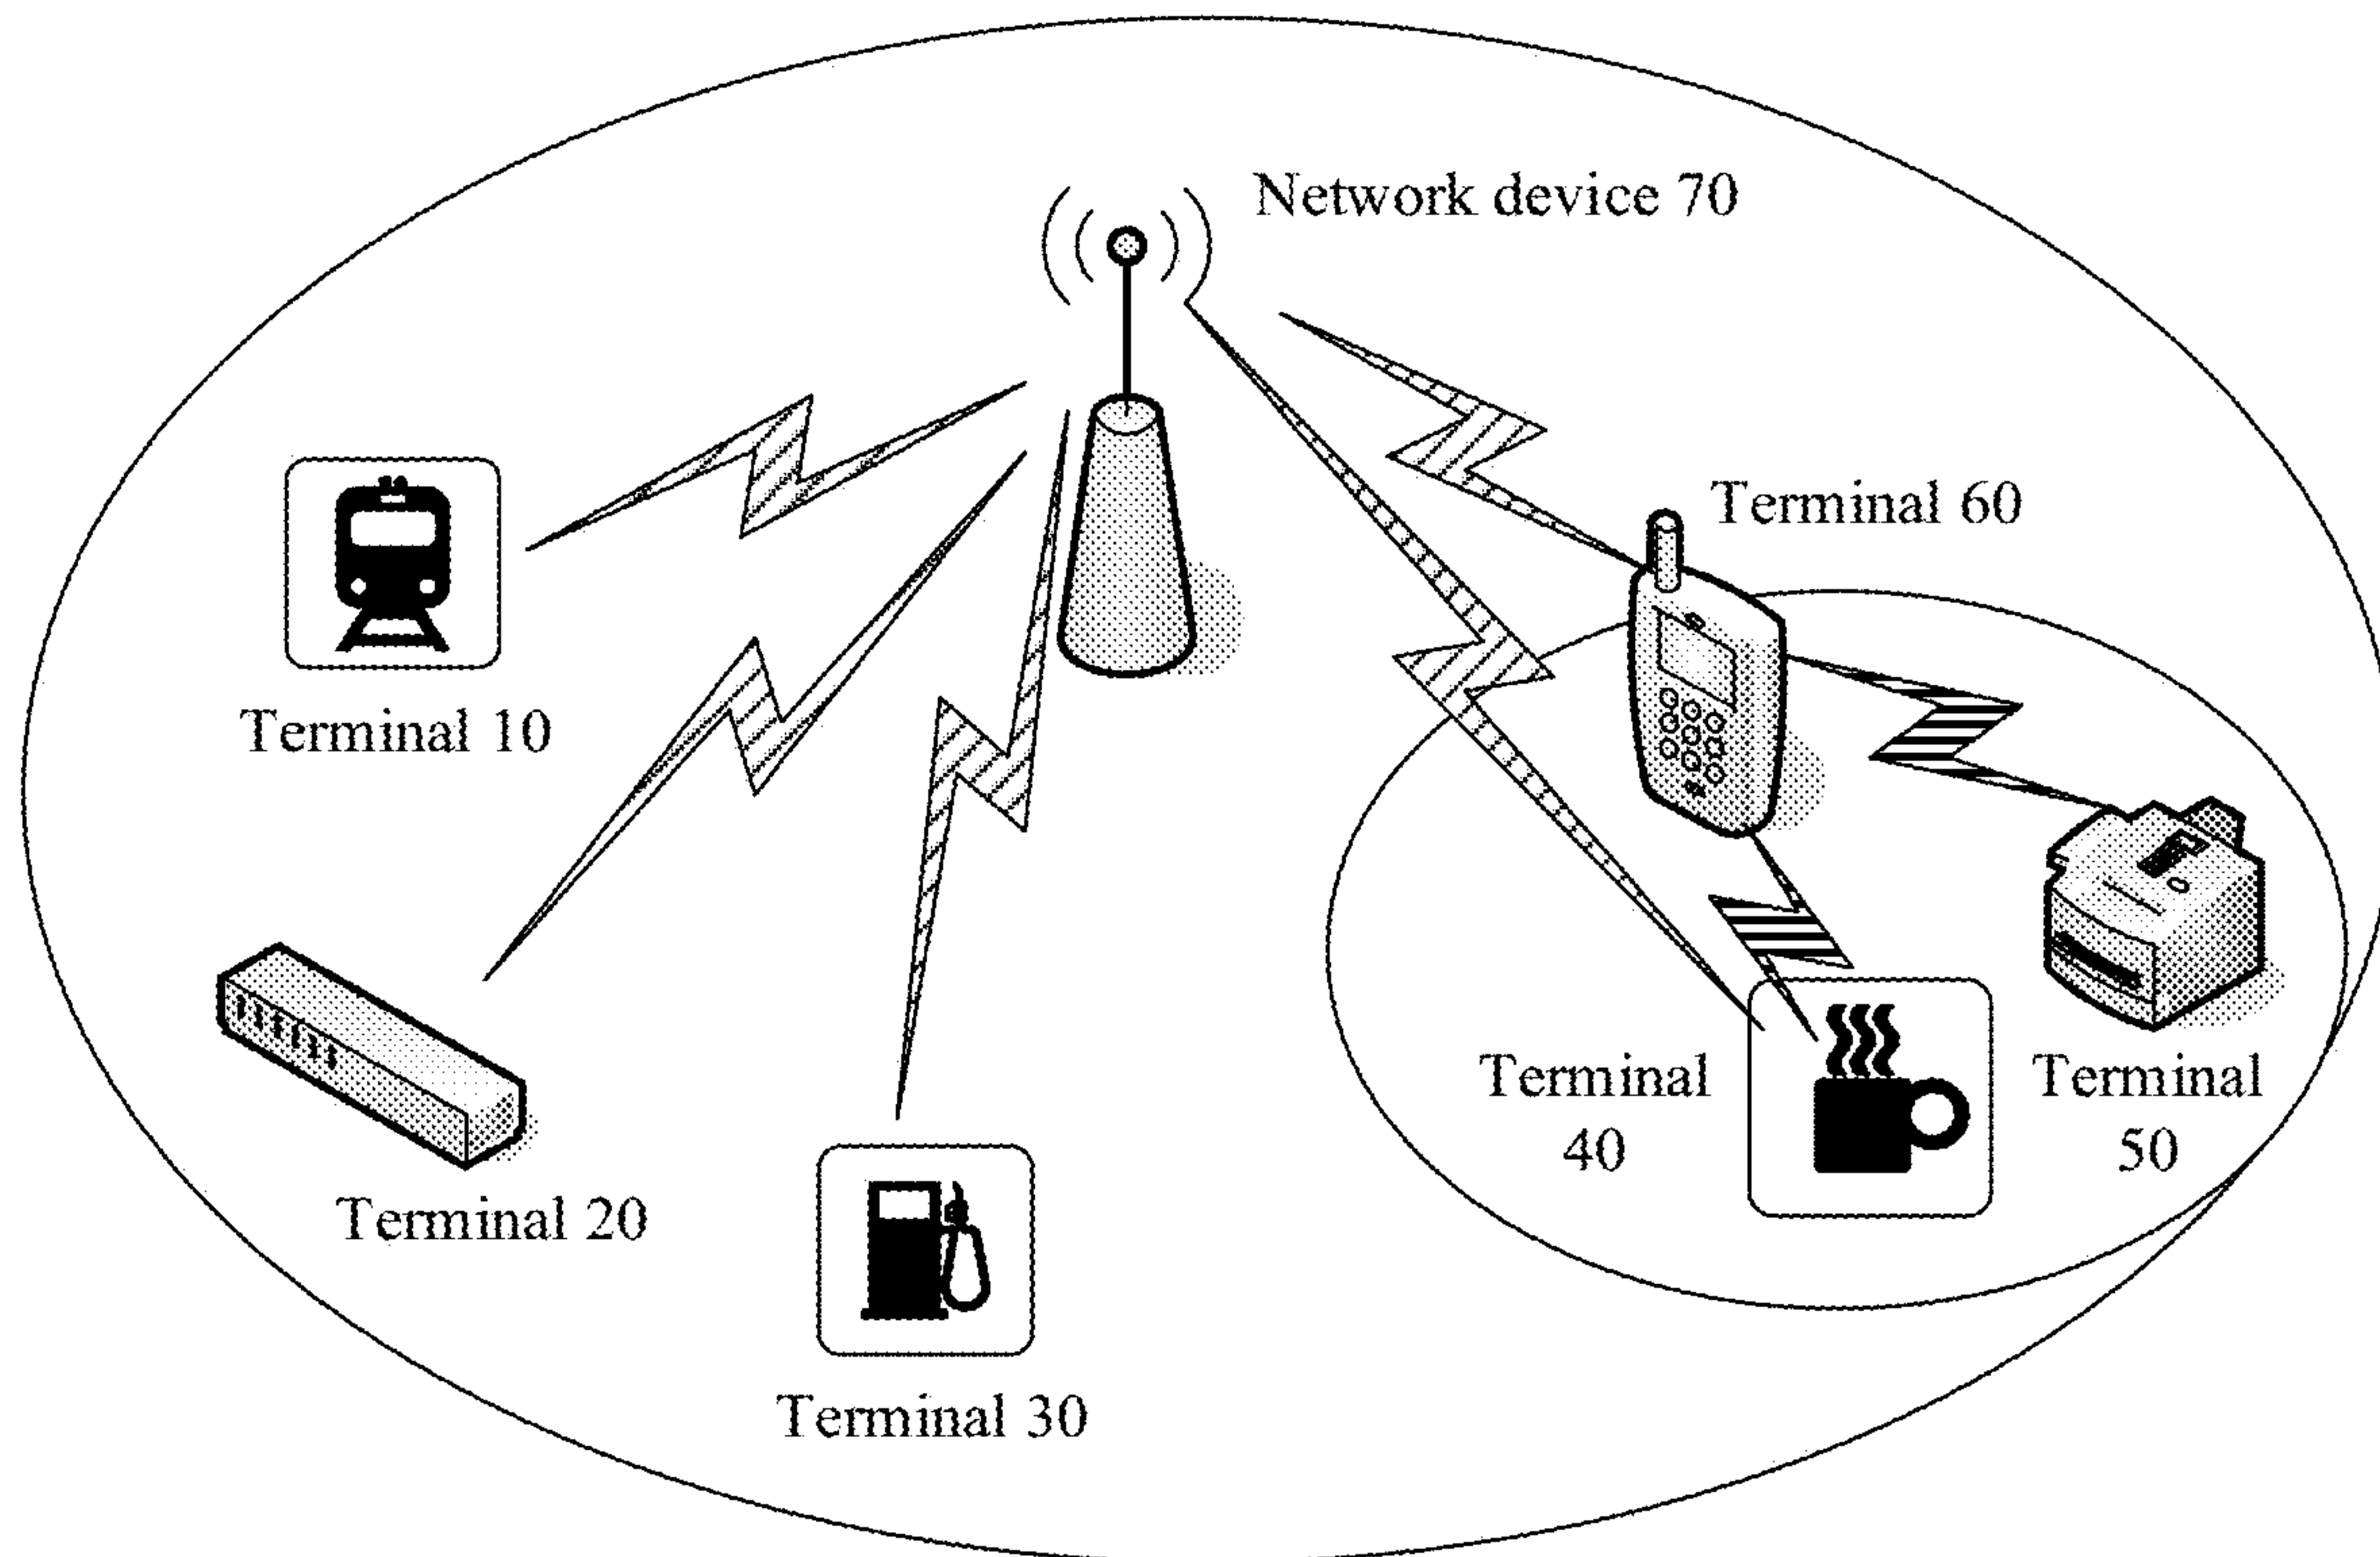 Network device 70
Terminal 60
Terminal 10
Terminal
40
Terminal
50
Terminal 20
Terminal 30